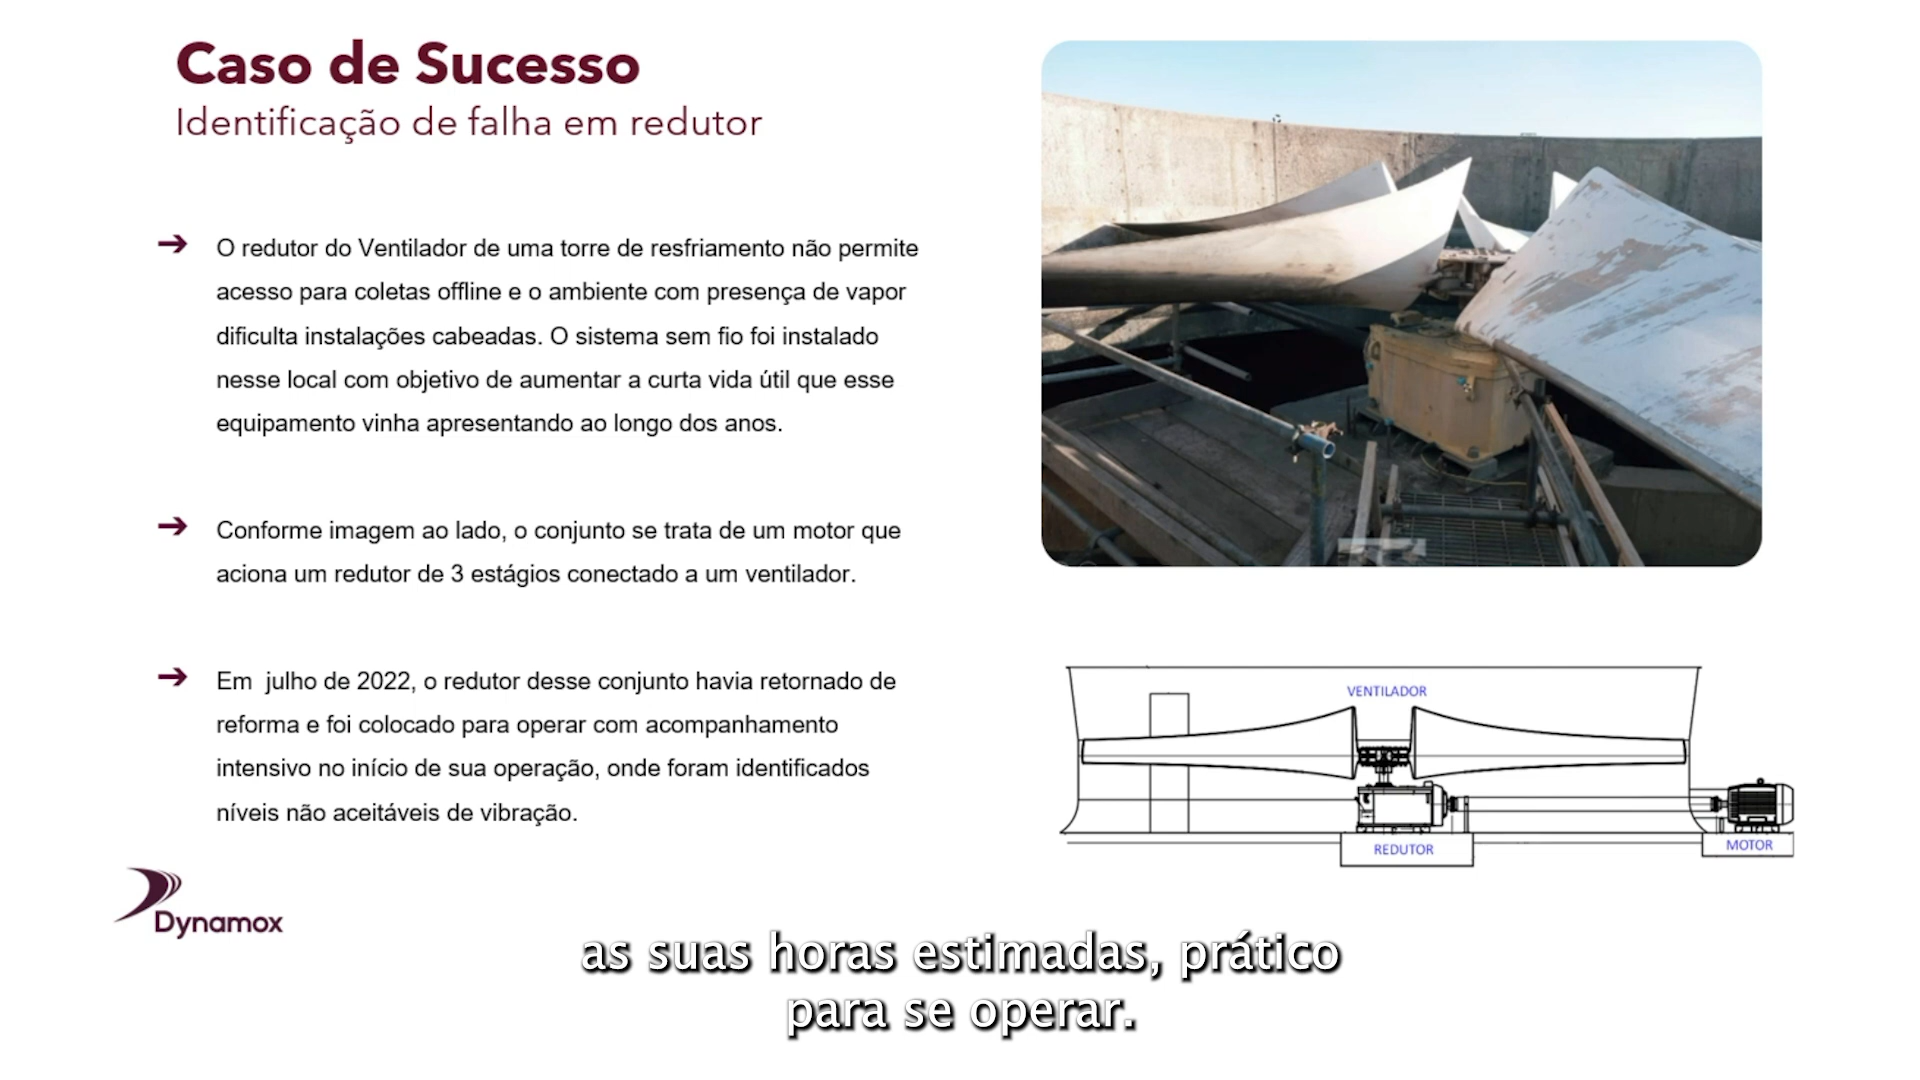 Caso de Sucesso
Identificação de falha em redutor
O redutor do Ventilador de uma torre de resfriamento não permite
acesso para coletas offline e o ambiente com presença de vapor
dificulta instalações cabeadas. O sistema sem fio foi instalado
nesse local com objetivo de aumentar a curta vida útil que esse
equipamento vinha apresentando ao longo dos anos.
Conforme imagem ao lado, o conjunto se trata de um motor que
aciona um redutor de 3 estágios conectado a um ventilador.
Em  julho de 2022, o redutor desse conjunto havia retornado de
reforma e foi colocado para operar com acompanhamento
intensivo no início de sua operação, onde foram identificados
níveis não aceitáveis de vibração.
VENTILADOR
REDUTOR
MOTOR
Dynamox
as suas horas estimadas, prático
para se operar.